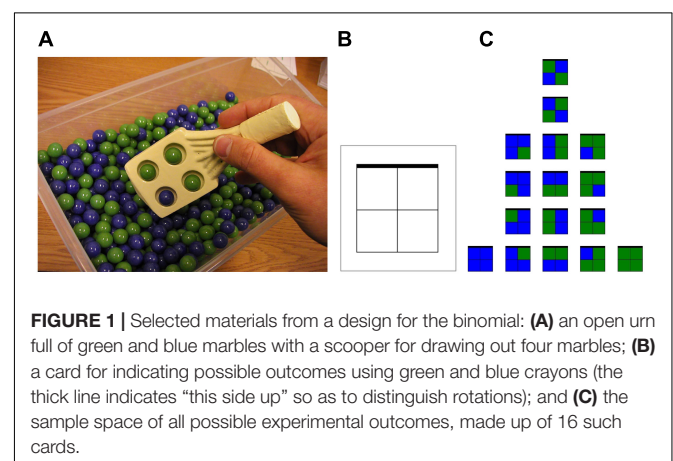 A B C
FIGURE 1 | Selected materials from a design for the binomial: (A) an open urn
full of green and blue marbles with a scooper for drawing out four marbles; (B)
a card for indicating possible outcomes using green and blue crayons (the
thick line indicates “this side up” so as to distinguish rotations); and (C) the
sample space of all possible experimental outcomes, made up of 16 such
cards.